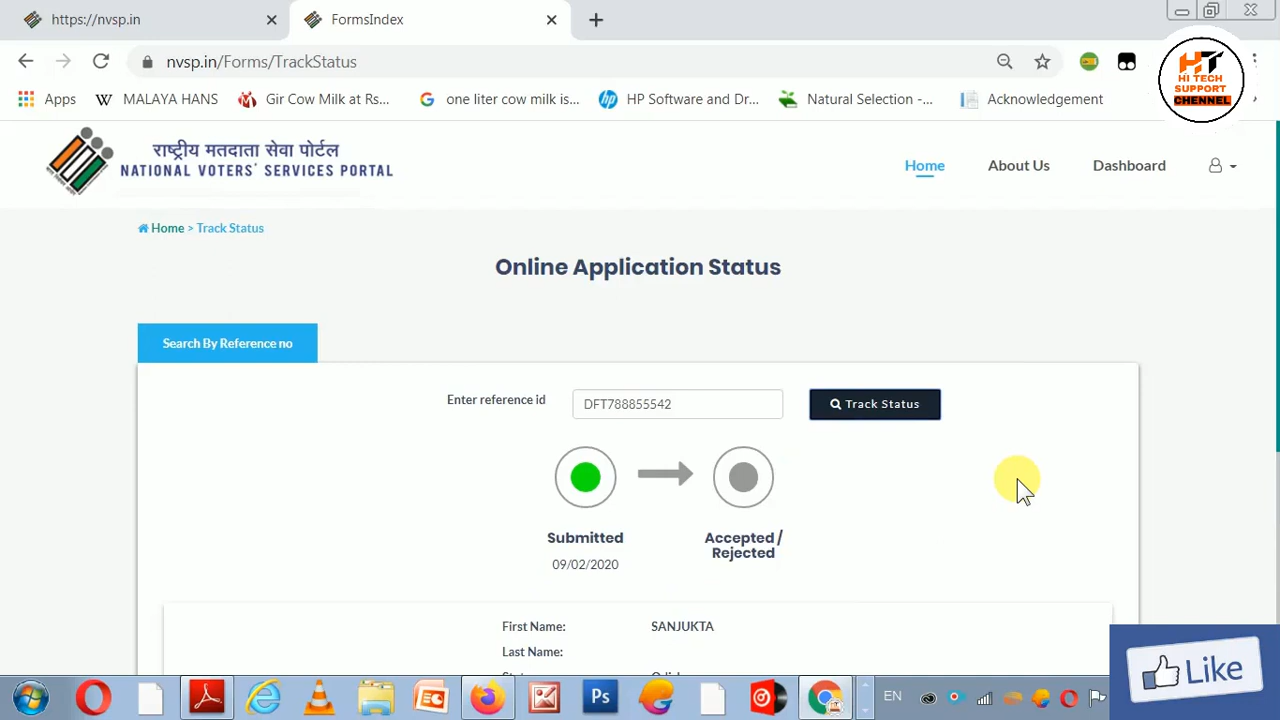 https://nvsp.in
FormsIndex
nvsp.in/Forms/TrackStatus
Apps
MALAYA HANS
Gir Cow Milk at Rs...
one liter cow milk is...
HP Software and Dr...
Natural Selection -...
Acknowledgement
HT
HI TECH
SUPPORT
CHENNEL
राष्ट्रीय मतदाता सेवा पोर्टल
NATIONAL VOTERS' SERVICES PORTAL
Home
About Us
Dashboard
Home > Track Status
Online Application Status
Search By Reference no
Enter reference id
DFT788855542
Track Status
Submitted
09/02/2020
Accepted /
Rejected
First Name:
SANJUKTA
Last Name:
Ps
EN
Like